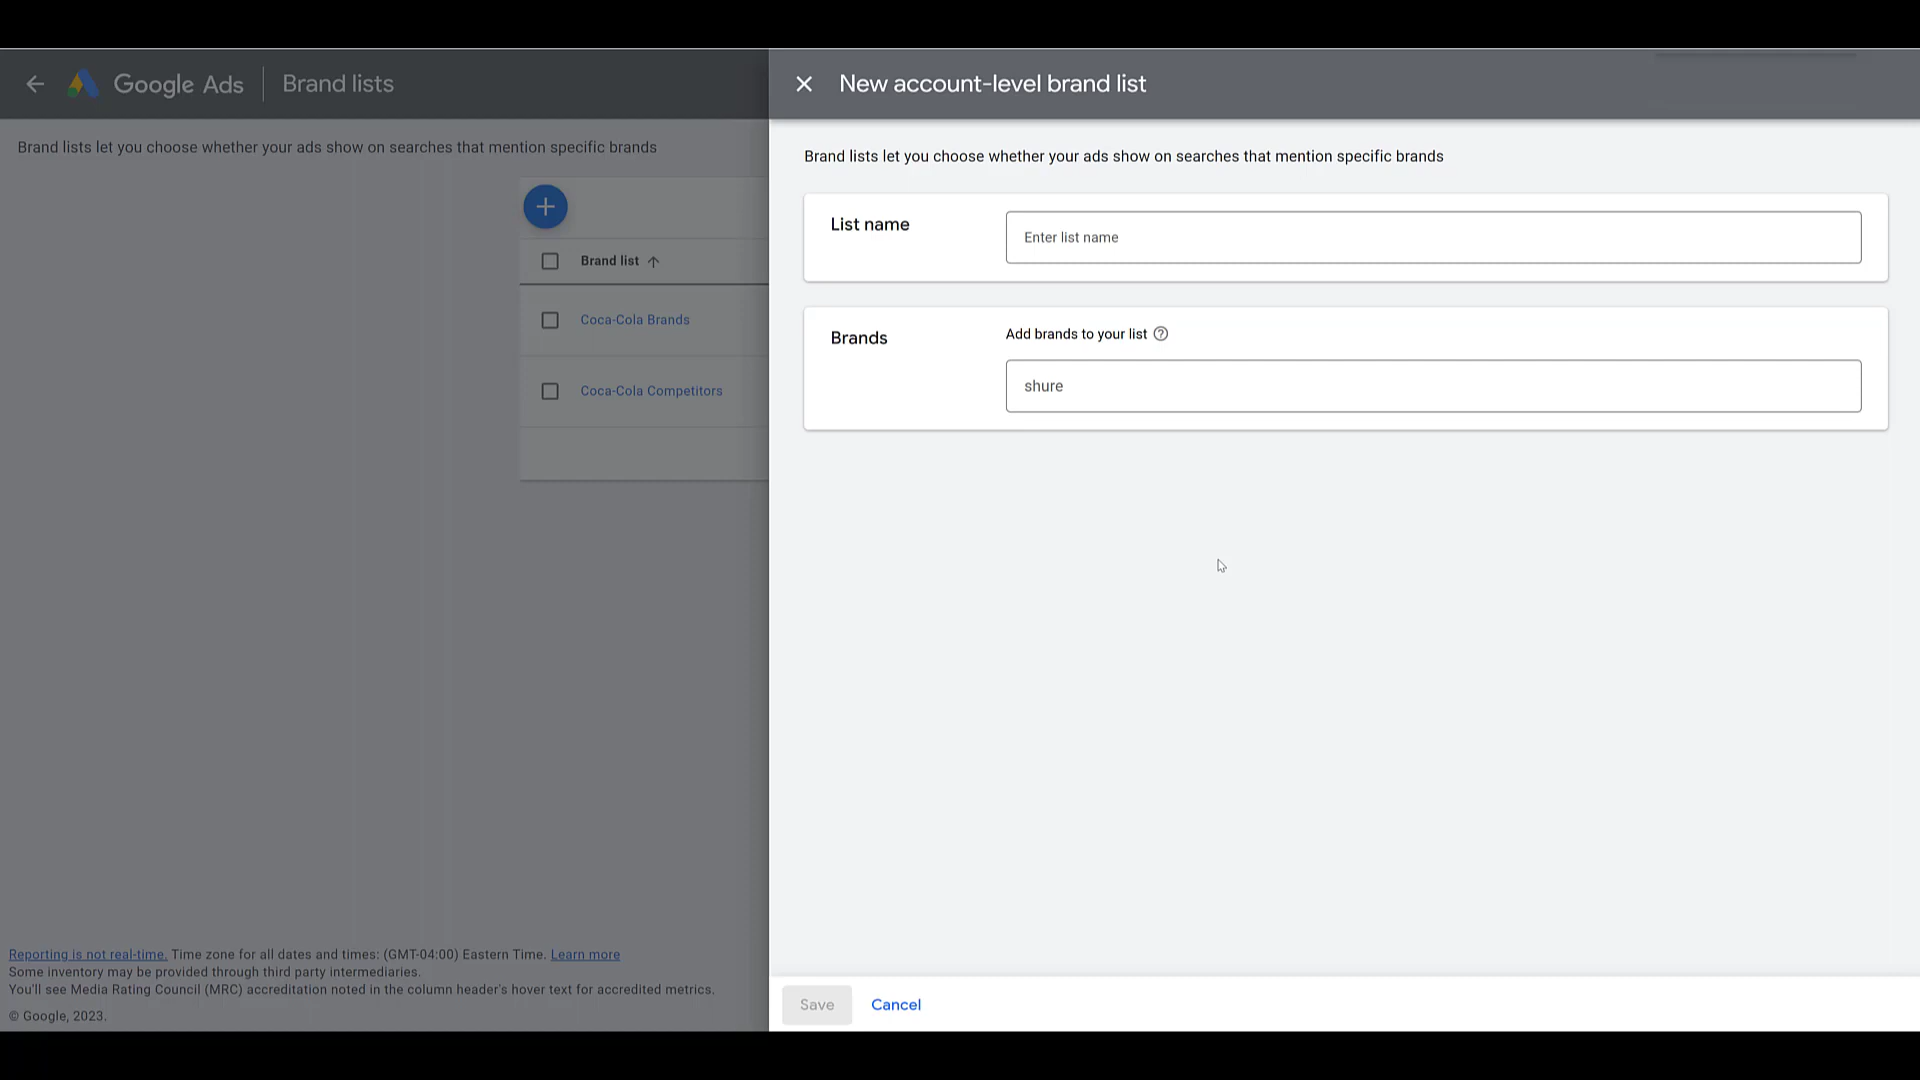 Google Ads
Brand lists
Brand lists let you choose whether your ads show on searches that mention specific brands
Brand list
Coca-Cola Brands
Coca-Cola Competitors
Reporting is not real-time. Time zone for all dates and times: (GMT-04:00) Eastern Time. Learn more
Some inventory may be provided through third party intermediaries.
You'll see Media Rating Council (MRC) accreditation noted in the column header's hover text for accredited metrics.
© Google, 2023.
New account-level brand list
Brand lists let you choose whether your ads show on searches that mention specific brands
List name
Enter list name
Brands
Add brands to your list
shure
Save
Cancel